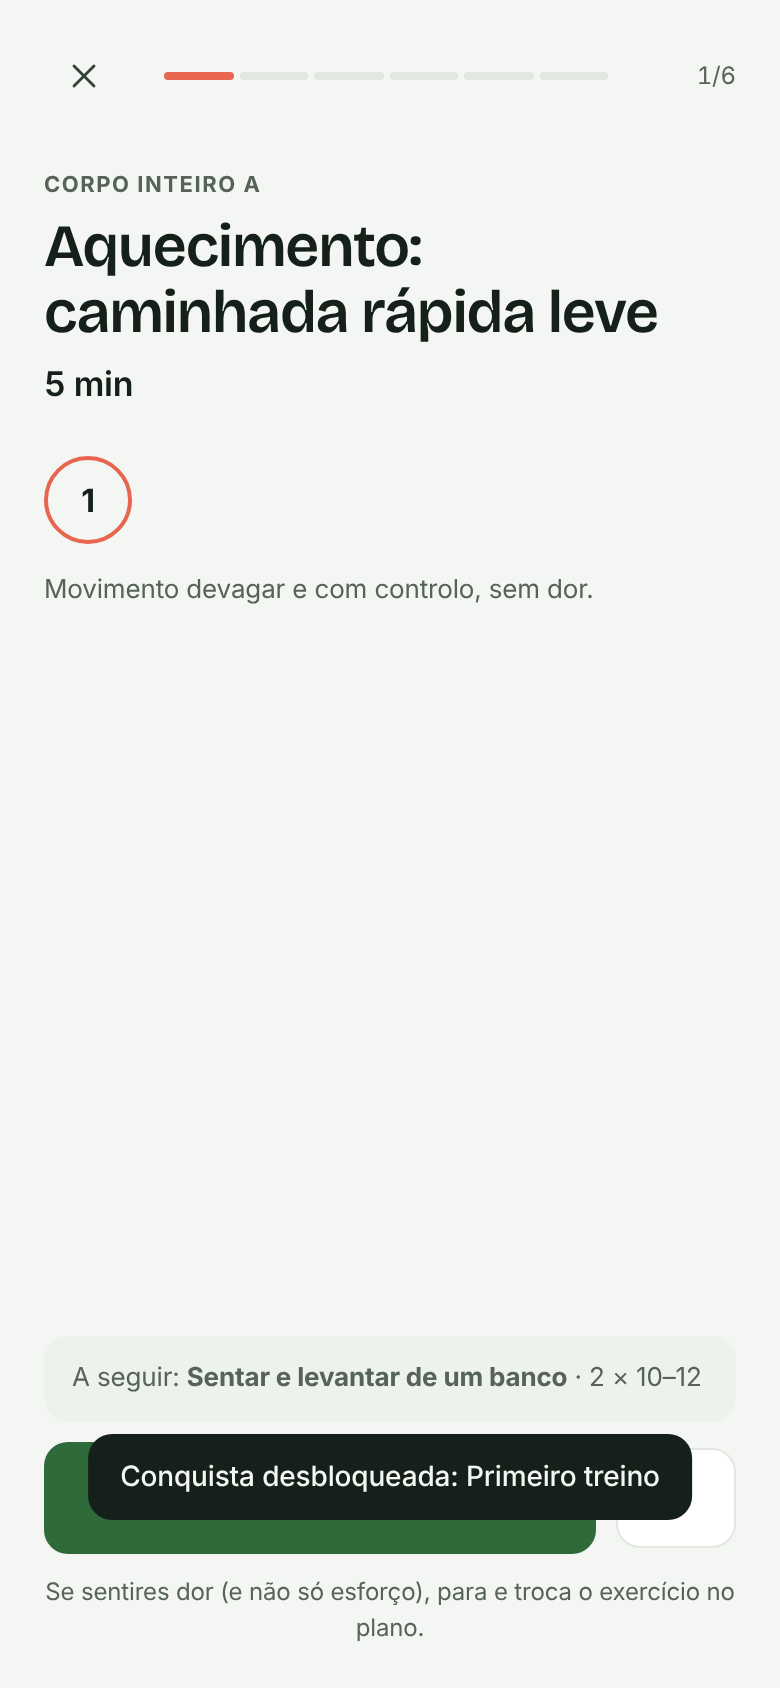 1/6
CORPO INTEIRO A
Aquecimento:
caminhada rápida leve
5 min
1
Movimento devagar e com controlo, sem dor.
A seguir: Sentar e levantar de um banco · 2 × 10–12
Conquista desbloqueada: Primeiro treino
Se sentires dor (e não só esforço), para e troca o exercício no
plano.